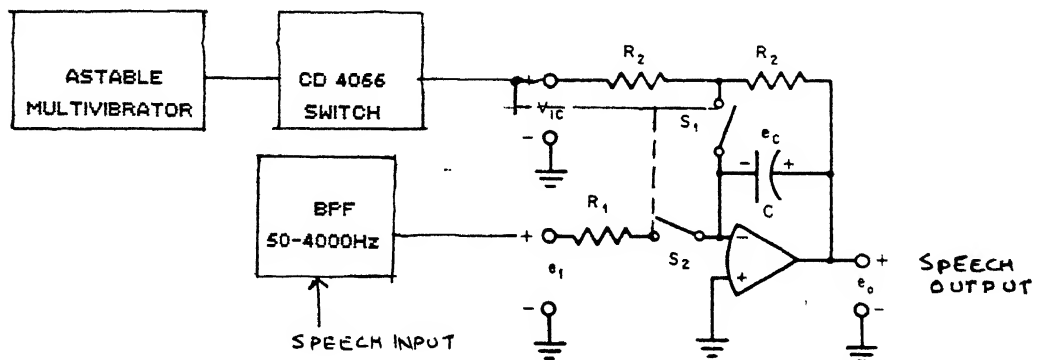 ASTABLE
MULTIVIBRATOR
CD 4066
SWITCH
R2
R2
+
VIC
-
S1
eC
- +
C
BPF
50-4000Hz
R1
+
e1
-
S2
-
+
+
eo
-
SPEECH
OUTPUT
SPEECH INPUT